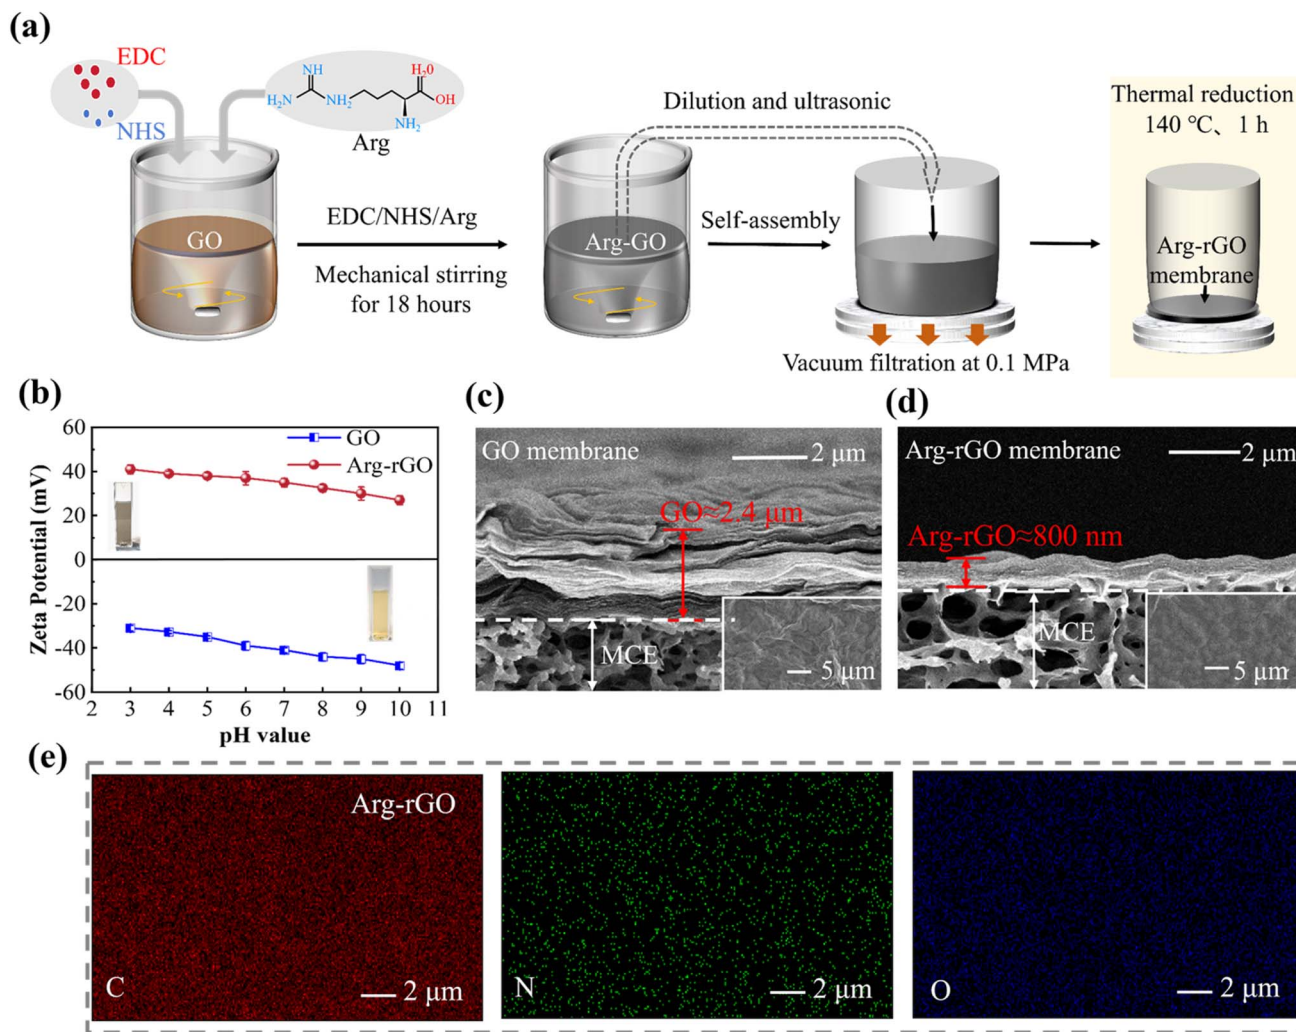 (a)
EDC
NHS
NH
H₂N
NH₂
H₂0
OH
NH₂
Arg
GO
EDC/NHS/Arg
Mechanical stirring
for 18 hours
Arg-GO
Dilution and ultrasonic
Self-assembly
Vacuum filtration at 0.1 MPa
Thermal reduction
140 ℃、1 h
Arg-rGO
membrane
(b)
60
40
20
0
-20
-40
-60
Zeta Potential (mV)
GO
Arg-rGO
2 3 4 5 6 7 8 9 10 11
pH value
(c)
GO membrane
2 μm
GO≈2.4 μm
MCE
5 μm
(d)
Arg-rGO membrane
2 μm
Arg-rGO≈800 nm
MCE
5 μm
(e)
Arg-rGO
C
2 μm
N
2 μm
O
2 μm